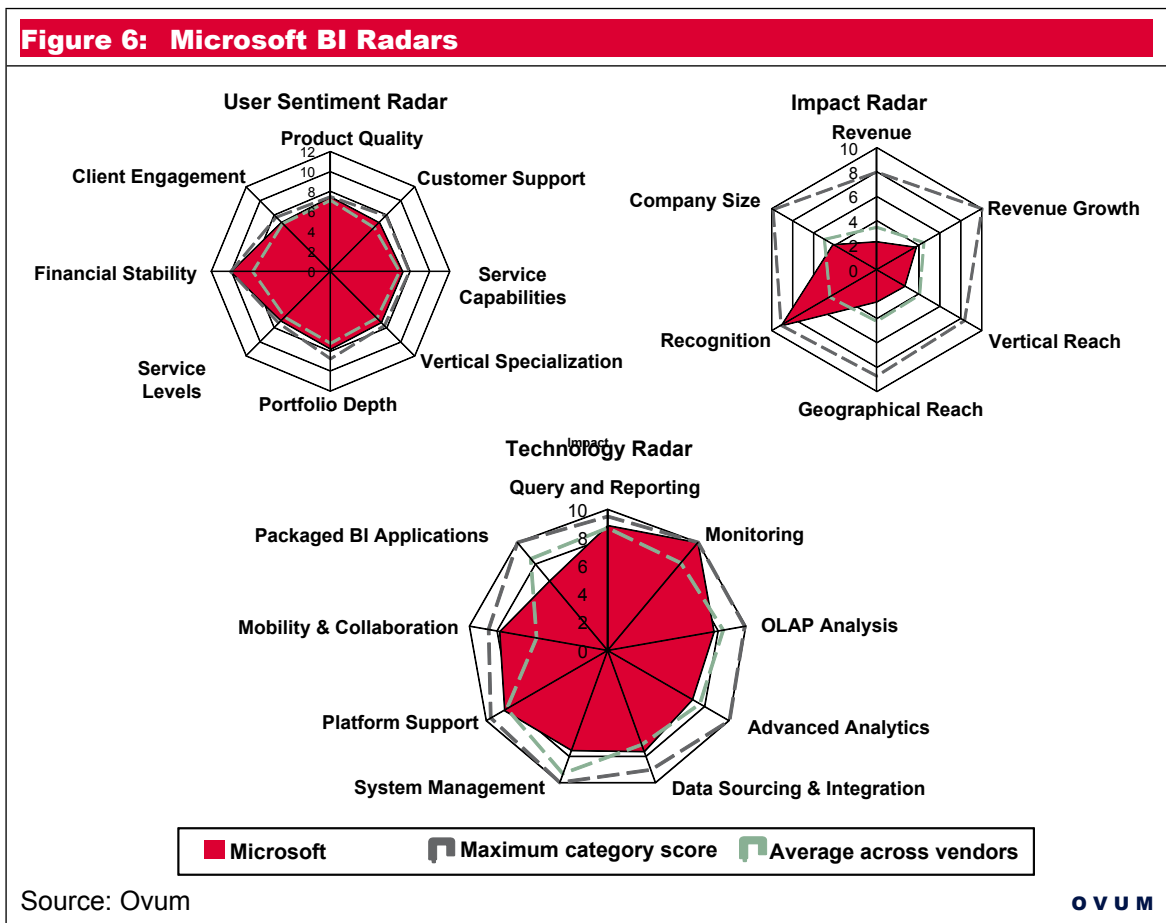 Figure 6: Microsoft BI Radars
User Sentiment Radar
Product Quality
Customer Support
Service
Capabilities
Vertical Specialization
Portfolio Depth
Service
Levels
Financial Stability
Client Engagement
12
10
8
6
4
2
0
Impact Radar
Revenue
Revenue Growth
Vertical Reach
Geographical Reach
Recognition
Company Size
10
8
6
4
2
0
Impact
Technology Radar
Query and Reporting
Monitoring
OLAP Analysis
Advanced Analytics
Data Sourcing & Integration
System Management
Platform Support
Mobility & Collaboration
Packaged BI Applications
10
8
6
4
2
0
Microsoft
Maximum category score
Average across vendors
Source: Ovum
OVUM